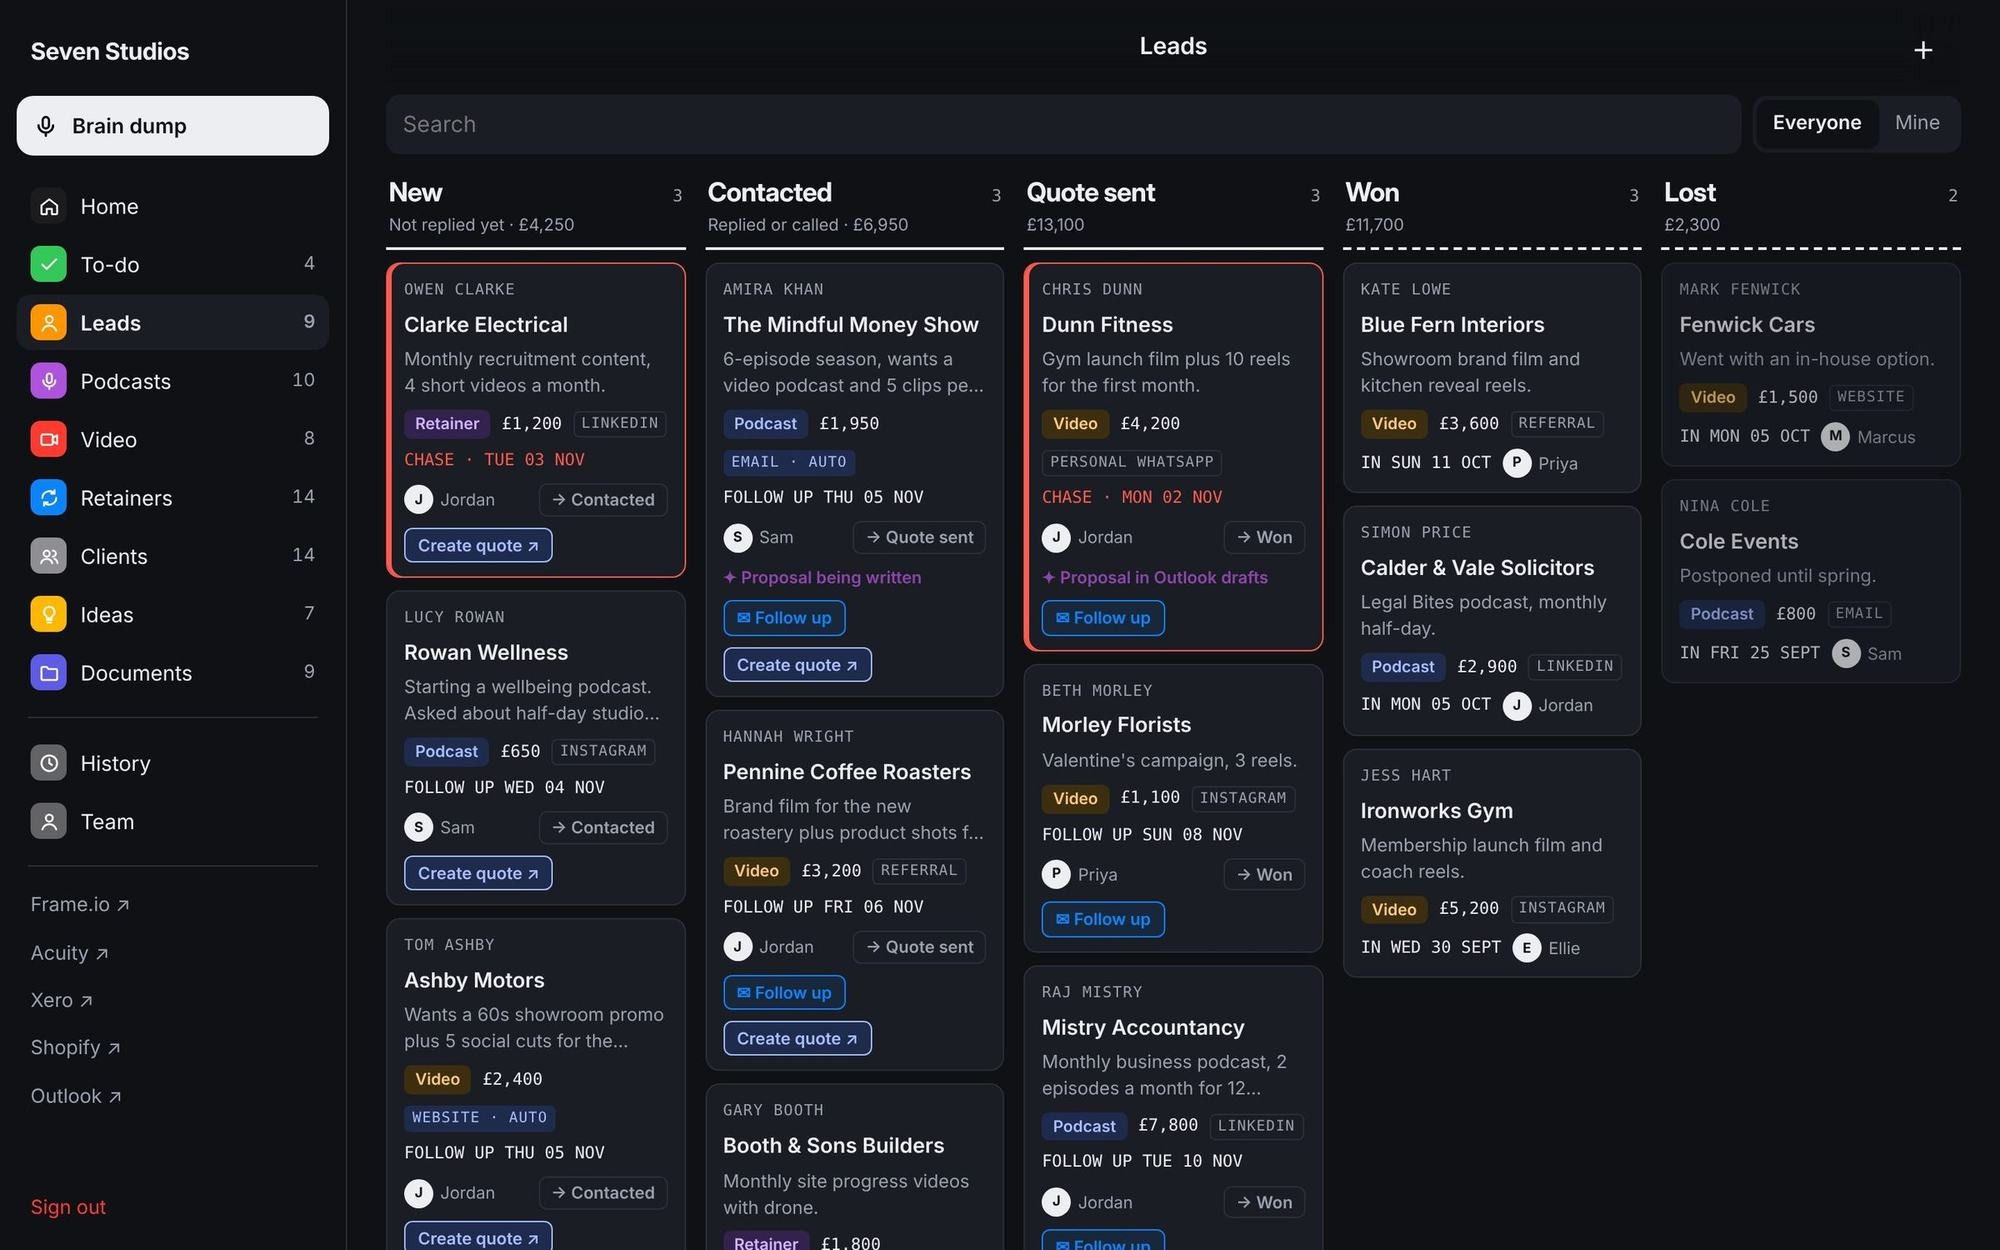 Seven Studios
Brain dump
Home
To-do 4
Leads 9
Podcasts 10
Video 8
Retainers 14
Clients 14
Ideas 7
Documents 9
History
Team
Frame.io ↗
Acuity ↗
Xero ↗
Shopify ↗
Outlook ↗
Sign out
Leads
+
Search
Everyone Mine
New 3
Not replied yet · £4,250
OWEN CLARKE
Clarke Electrical
Monthly recruitment content,
4 short videos a month.
Retainer £1,200 LINKEDIN
CHASE · TUE 03 NOV
J Jordan → Contacted
Create quote ↗
LUCY ROWAN
Rowan Wellness
Starting a wellbeing podcast.
Asked about half-day studio...
Podcast £650 INSTAGRAM
FOLLOW UP WED 04 NOV
S Sam → Contacted
Create quote ↗
TOM ASHBY
Ashby Motors
Wants a 60s showroom promo
plus 5 social cuts for the...
Video £2,400
WEBSITE · AUTO
FOLLOW UP THU 05 NOV
J Jordan → Contacted
Create quote ↗
Contacted 3
Replied or called · £6,950
AMIRA KHAN
The Mindful Money Show
6-episode season, wants a
video podcast and 5 clips pe...
Podcast £1,950
EMAIL · AUTO
FOLLOW UP THU 05 NOV
S Sam → Quote sent
✦ Proposal being written
✉ Follow up
Create quote ↗
HANNAH WRIGHT
Pennine Coffee Roasters
Brand film for the new
roastery plus product shots f...
Video £3,200 REFERRAL
FOLLOW UP FRI 06 NOV
J Jordan → Quote sent
✉ Follow up
Create quote ↗
GARY BOOTH
Booth & Sons Builders
Monthly site progress videos
with drone.
Retainer £1,800
Quote sent 3
£13,100
CHRIS DUNN
Dunn Fitness
Gym launch film plus 10 reels
for the first month.
Video £4,200
PERSONAL WHATSAPP
CHASE · MON 02 NOV
J Jordan → Won
✦ Proposal in Outlook drafts
✉ Follow up
BETH MORLEY
Morley Florists
Valentine's campaign, 3 reels.
Video £1,100 INSTAGRAM
FOLLOW UP SUN 08 NOV
P Priya → Won
✉ Follow up
RAJ MISTRY
Mistry Accountancy
Monthly business podcast, 2
episodes a month for 12...
Podcast £7,800 LINKEDIN
FOLLOW UP TUE 10 NOV
J Jordan → Won
✉ Follow up
Won 3
£11,700
KATE LOWE
Blue Fern Interiors
Showroom brand film and
kitchen reveal reels.
Video £3,600 REFERRAL
IN SUN 11 OCT P Priya
SIMON PRICE
Calder & Vale Solicitors
Legal Bites podcast, monthly
half-day.
Podcast £2,900 LINKEDIN
IN MON 05 OCT J Jordan
JESS HART
Ironworks Gym
Membership launch film and
coach reels.
Video £5,200 INSTAGRAM
IN WED 30 SEPT E Ellie
Lost 2
£2,300
MARK FENWICK
Fenwick Cars
Went with an in-house option.
Video £1,500 WEBSITE
IN MON 05 OCT M Marcus
NINA COLE
Cole Events
Postponed until spring.
Podcast £800 EMAIL
IN FRI 25 SEPT S Sam